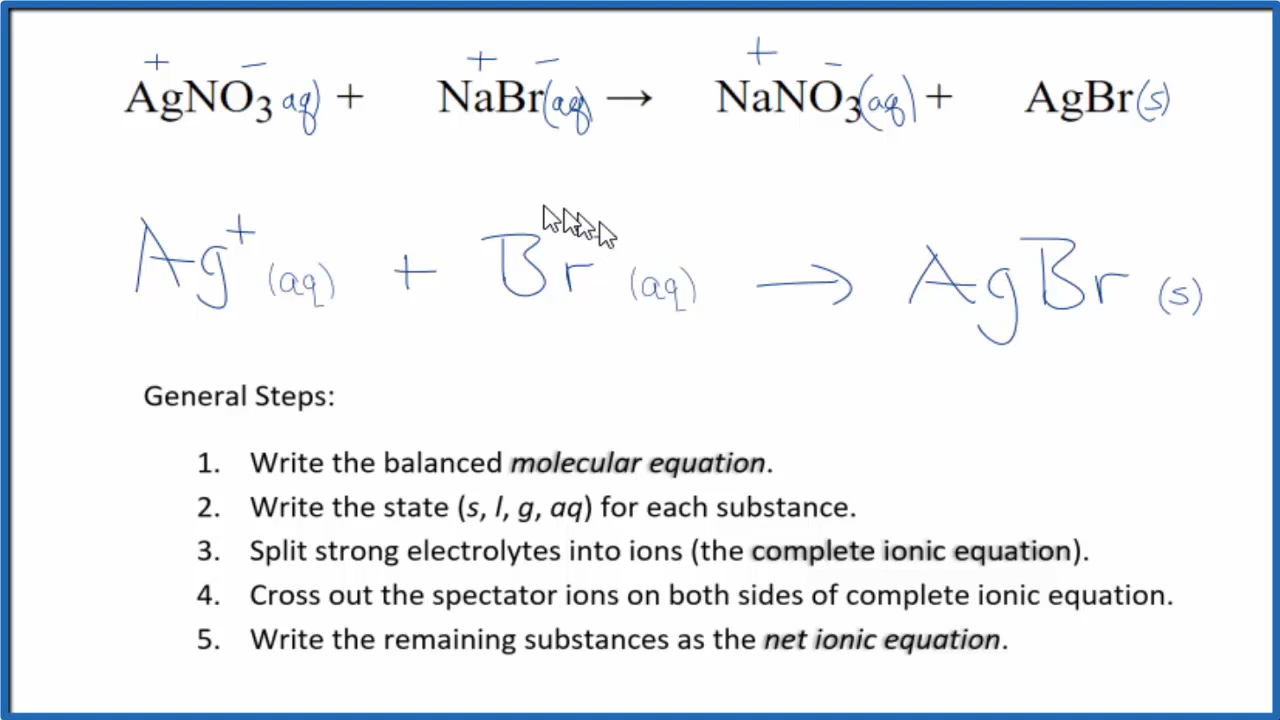 + − + − + −
AgNO₃ aq) + NaBr(aq) → NaNO₃(aq) + AgBr(s)
Ag⁺ (aq) + Br (aq) → AgBr (s)
General Steps:
1. Write the balanced molecular equation.
2. Write the state (s, l, g, aq) for each substance.
3. Split strong electrolytes into ions (the complete ionic equation).
4. Cross out the spectator ions on both sides of complete ionic equation.
5. Write the remaining substances as the net ionic equation.